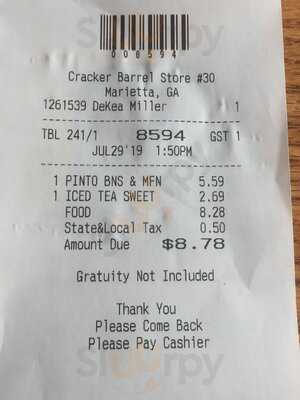 008594
Cracker Barrel Store #30
Marietta, GA
1261539 DeKea Miller 1
TBL 241/1 8594 GST 1
JUL29'19 1:50PM
1 PINTO BNS & MFN 5.59
1 ICED TEA SWEET 2.69
FOOD 8.28
State&Local Tax 0.50
Amount Due $8.78
Gratuity Not Included
Thank You
Please Come Back
Please Pay Cashier